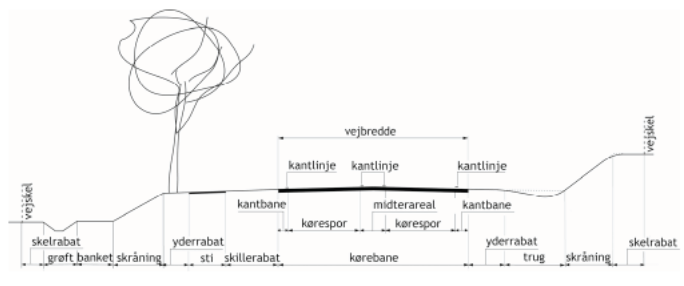 vejbredde
kantlinje kantlinje kantlinje
vejskel
vejskel
kantbane midterareal kantbane
kørespor kørespor
skelrabat yderrabat yderrabat skelrabat
grøft banket skråning sti skillerabat kørebane trug skråning